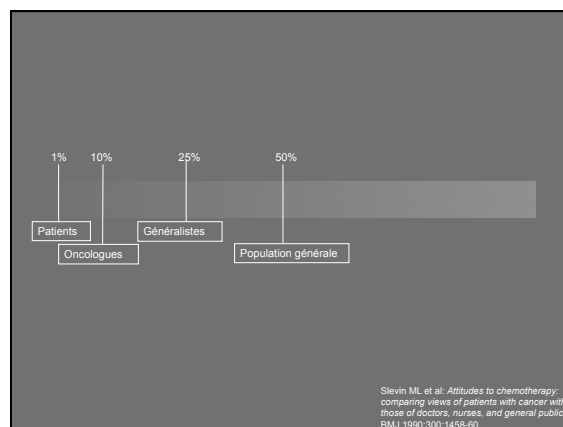 1% 10% 25% 50%
Patients
Généralistes
Oncologues
Population générale
Slevin ML et al: Attitudes to chemotherapy:
comparing views of patients with cancer with
those of doctors, nurses, and general public.
BMJ 1990;300:1458-60